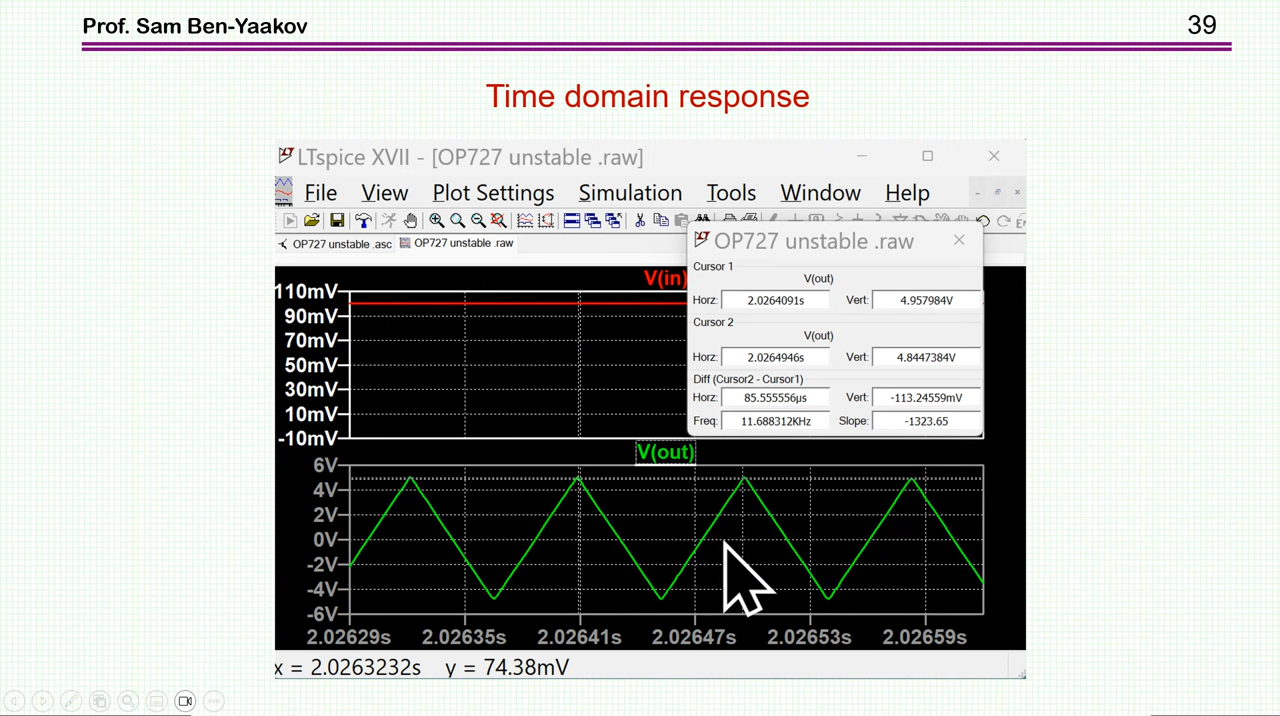 Prof. Sam Ben-Yaakov
39
Time domain response
LTspice XVII - [OP727 unstable .raw]
File View Plot Settings Simulation Tools Window Help
OP727 unstable .asc OP727 unstable .raw
OP727 unstable .raw
Cursor 1
V(out)
Horz: 2.0264091s Vert: 4.957984V
Cursor 2
V(out)
Horz: 2.0264946s Vert: 4.8447384V
Diff (Cursor2 - Cursor1)
Horz: 85.555556µs Vert: -113.24559mV
Freq: 11.688312KHz Slope: -1323.65
V(in)
110mV
90mV
70mV
50mV
30mV
10mV
-10mV
V(out)
6V
4V
2V
0V
-2V
-4V
-6V
2.02629s 2.02635s 2.02641s 2.02647s 2.02653s 2.02659s
x = 2.0263232s y = 74.38mV